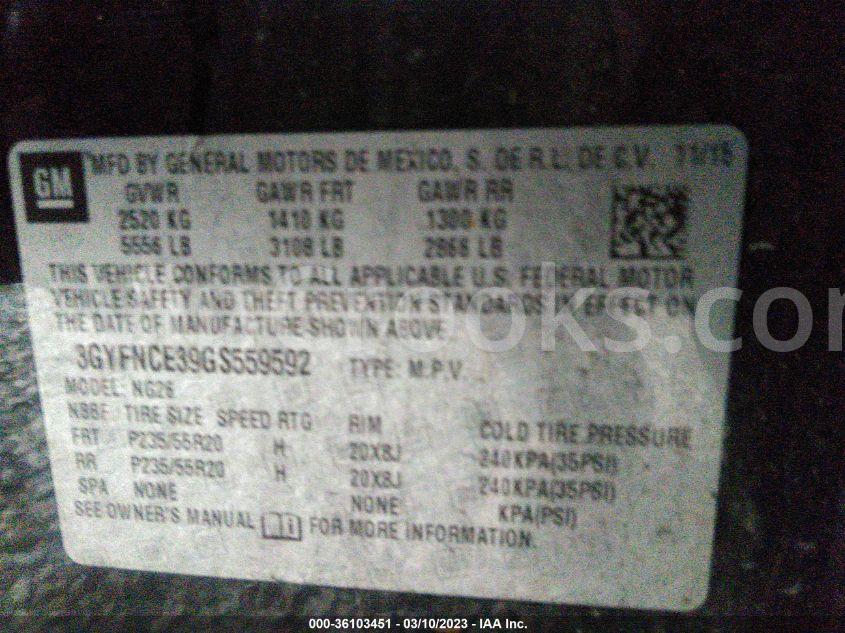 GM
MFD BY GENERAL MOTORS DE MEXICO, S. DE R.L. DE C.V. 11/15
GVWR GAWR FRT GAWR RR
2520 KG 1410 KG 1300 KG
5556 LB 3108 LB 2866 LB
THIS VEHICLE CONFORMS TO ALL APPLICABLE U.S. FEDERAL MOTOR
VEHICLE SAFETY AND THEFT PREVENTION STANDARDS IN EFFECT ON
THE DATE OF MANUFACTURE SHOWN ABOVE
3GYFNCE39GS559592 TYPE: M.P.V.
MODEL: NG26
NBBF TIRE SIZE SPEED RTG RIM COLD TIRE PRESSURE
FRT P235/55R20 H 20X8J 240KPA(35PSI)
RR P235/55R20 H 20X8J 240KPA(35PSI)
SPA NONE NONE KPA(PSI)
SEE OWNER'S MANUAL FOR MORE INFORMATION.
000-36103451 - 03/10/2023 - IAA Inc.